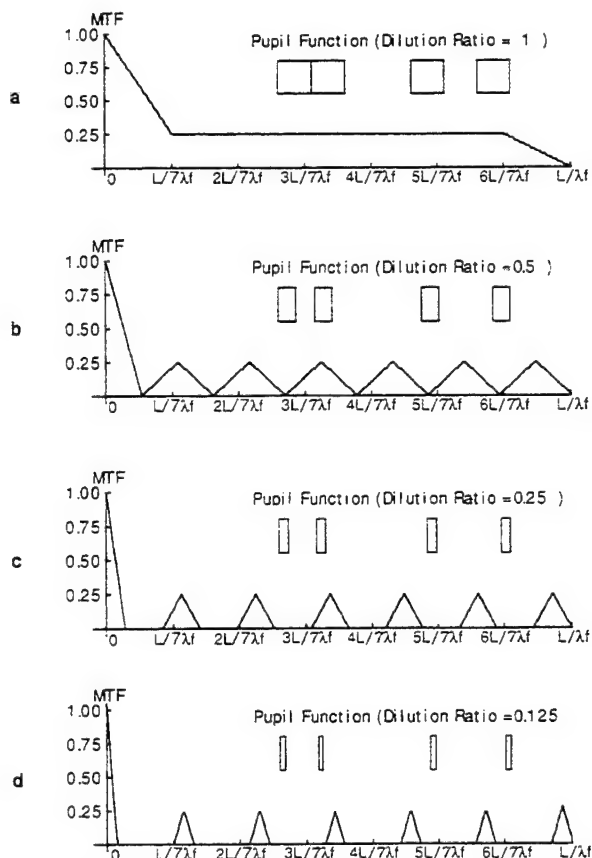 MTF
1.00
Pupil Function (Dilution Ratio = 1 )
0.75
a
0.50
0.25
0 L/7λf 2L/7λf 3L/7λf 4L/7λf 5L/7λf 6L/7λf L/λf
MTF
1.00
Pupil Function (Dilution Ratio =0.5 )
0.75
b
0.50
0.25
0 L/7λf 2L/7λf 3L/7λf 4L/7λf 5L/7λf 6L/7λf L/λf
MTF
1.00
Pupil Function (Dilution Ratio =0.25 )
0.75
c
0.50
0.25
0 L/7λf 2L/7λf 3L/7λf 4L/7λf 5L/7λf 6L/7λf L/λf
MTF
1.00
Pupil Function (Dilution Ratio =0.125
0.75
d
0.50
0.25
0 L/7λf 2L/7λf 3L/7λf 4L/7λf 5L/7λf 6L/7λf L/λf